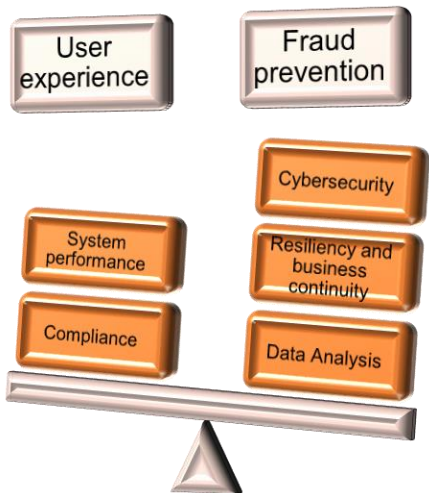 User
experience
Fraud
prevention
Cybersecurity
System
performance
Resiliency and
business
continuity
Compliance
Data Analysis